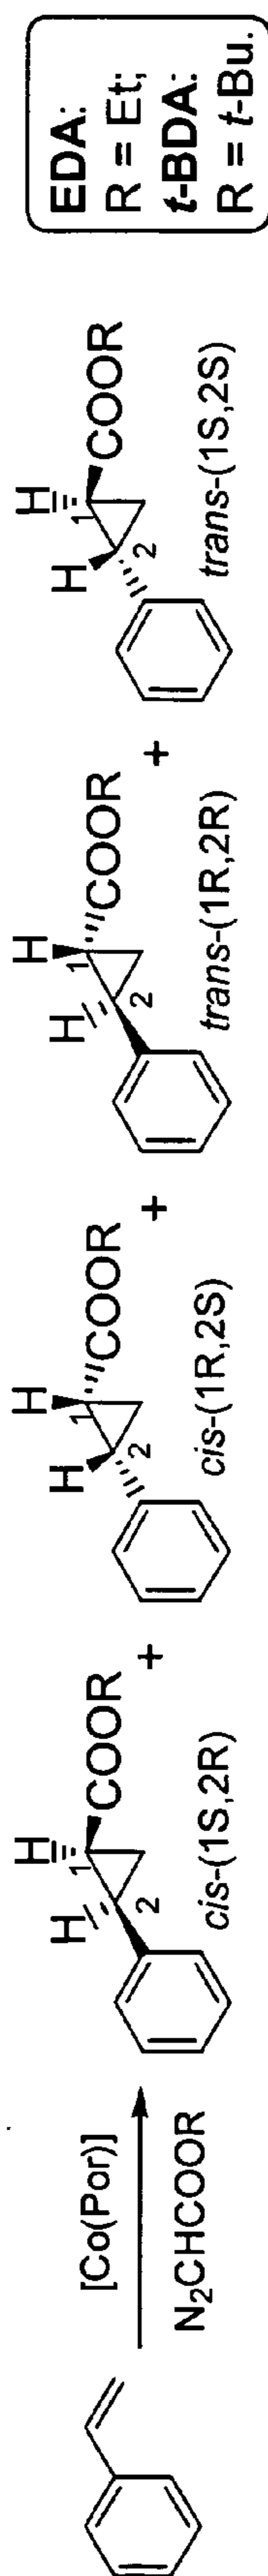 [Co(Por)]
N₂CHCOOR
H
H
1
2
COOR
cis-(1S,2R)
+
H
H
1
2
COOR
cis-(1R,2S)
+
H
H
1
2
COOR
trans-(1R,2R)
+
H
H
1
2
COOR
trans-(1S,2S)
EDA:
R = Et;
t-BDA:
R = t-Bu.